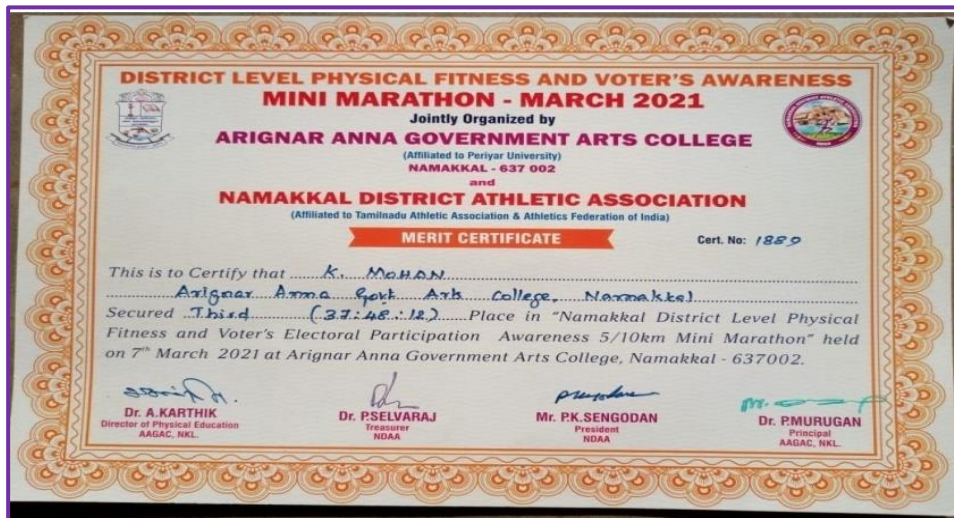 DISTRICT LEVEL PHYSICAL FITNESS AND VOTER'S AWARENESS
MINI MARATHON - MARCH 2021
Jointly Organized by
ARIGNAR ANNA GOVERNMENT ARTS COLLEGE
(Affiliated to Periyar University)
NAMAKKAL - 637 002
and
NAMAKKAL DISTRICT ATHLETIC ASSOCIATION
(Affiliated to Tamilnadu Athletic Association & Athletics Federation of India)
MERIT CERTIFICATE
Cert. No: 1889
This is to Certify that K. MOHAN
Arignar Anna Govt Arts College, Namakkal
Secured Third (37:48:12) Place in "Namakkal District Level Physical
Fitness and Voter's Electoral Participation Awareness 5/10km Mini Marathon" held
on 7th March 2021 at Arignar Anna Government Arts College, Namakkal - 637002.
Dr. A.KARTHIK
Director of Physical Education
AAGAC, NKL.
Dr. P.SELVARAJ
Treasurer
NDAA
Mr. P.K.SENGODAN
President
NDAA
Dr. P.MURUGAN
Principal
AAGAC, NKL.